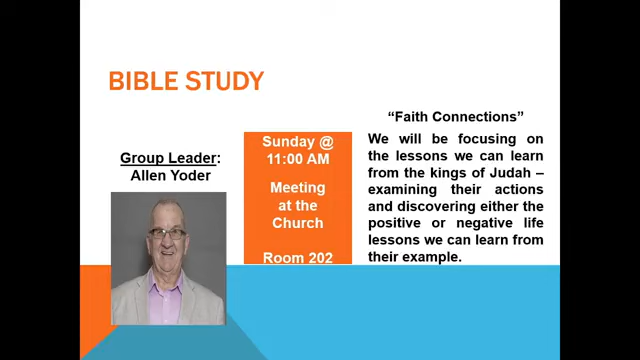 BIBLE STUDY
Group Leader:
Allen Yoder
Sunday @
11:00 AM
Meeting
at the
Church
Room 202
“Faith Connections”
We will be focusing on
the lessons we can learn
from the kings of Judah –
examining their actions
and discovering either the
positive or negative life
lessons we can learn from
their example.